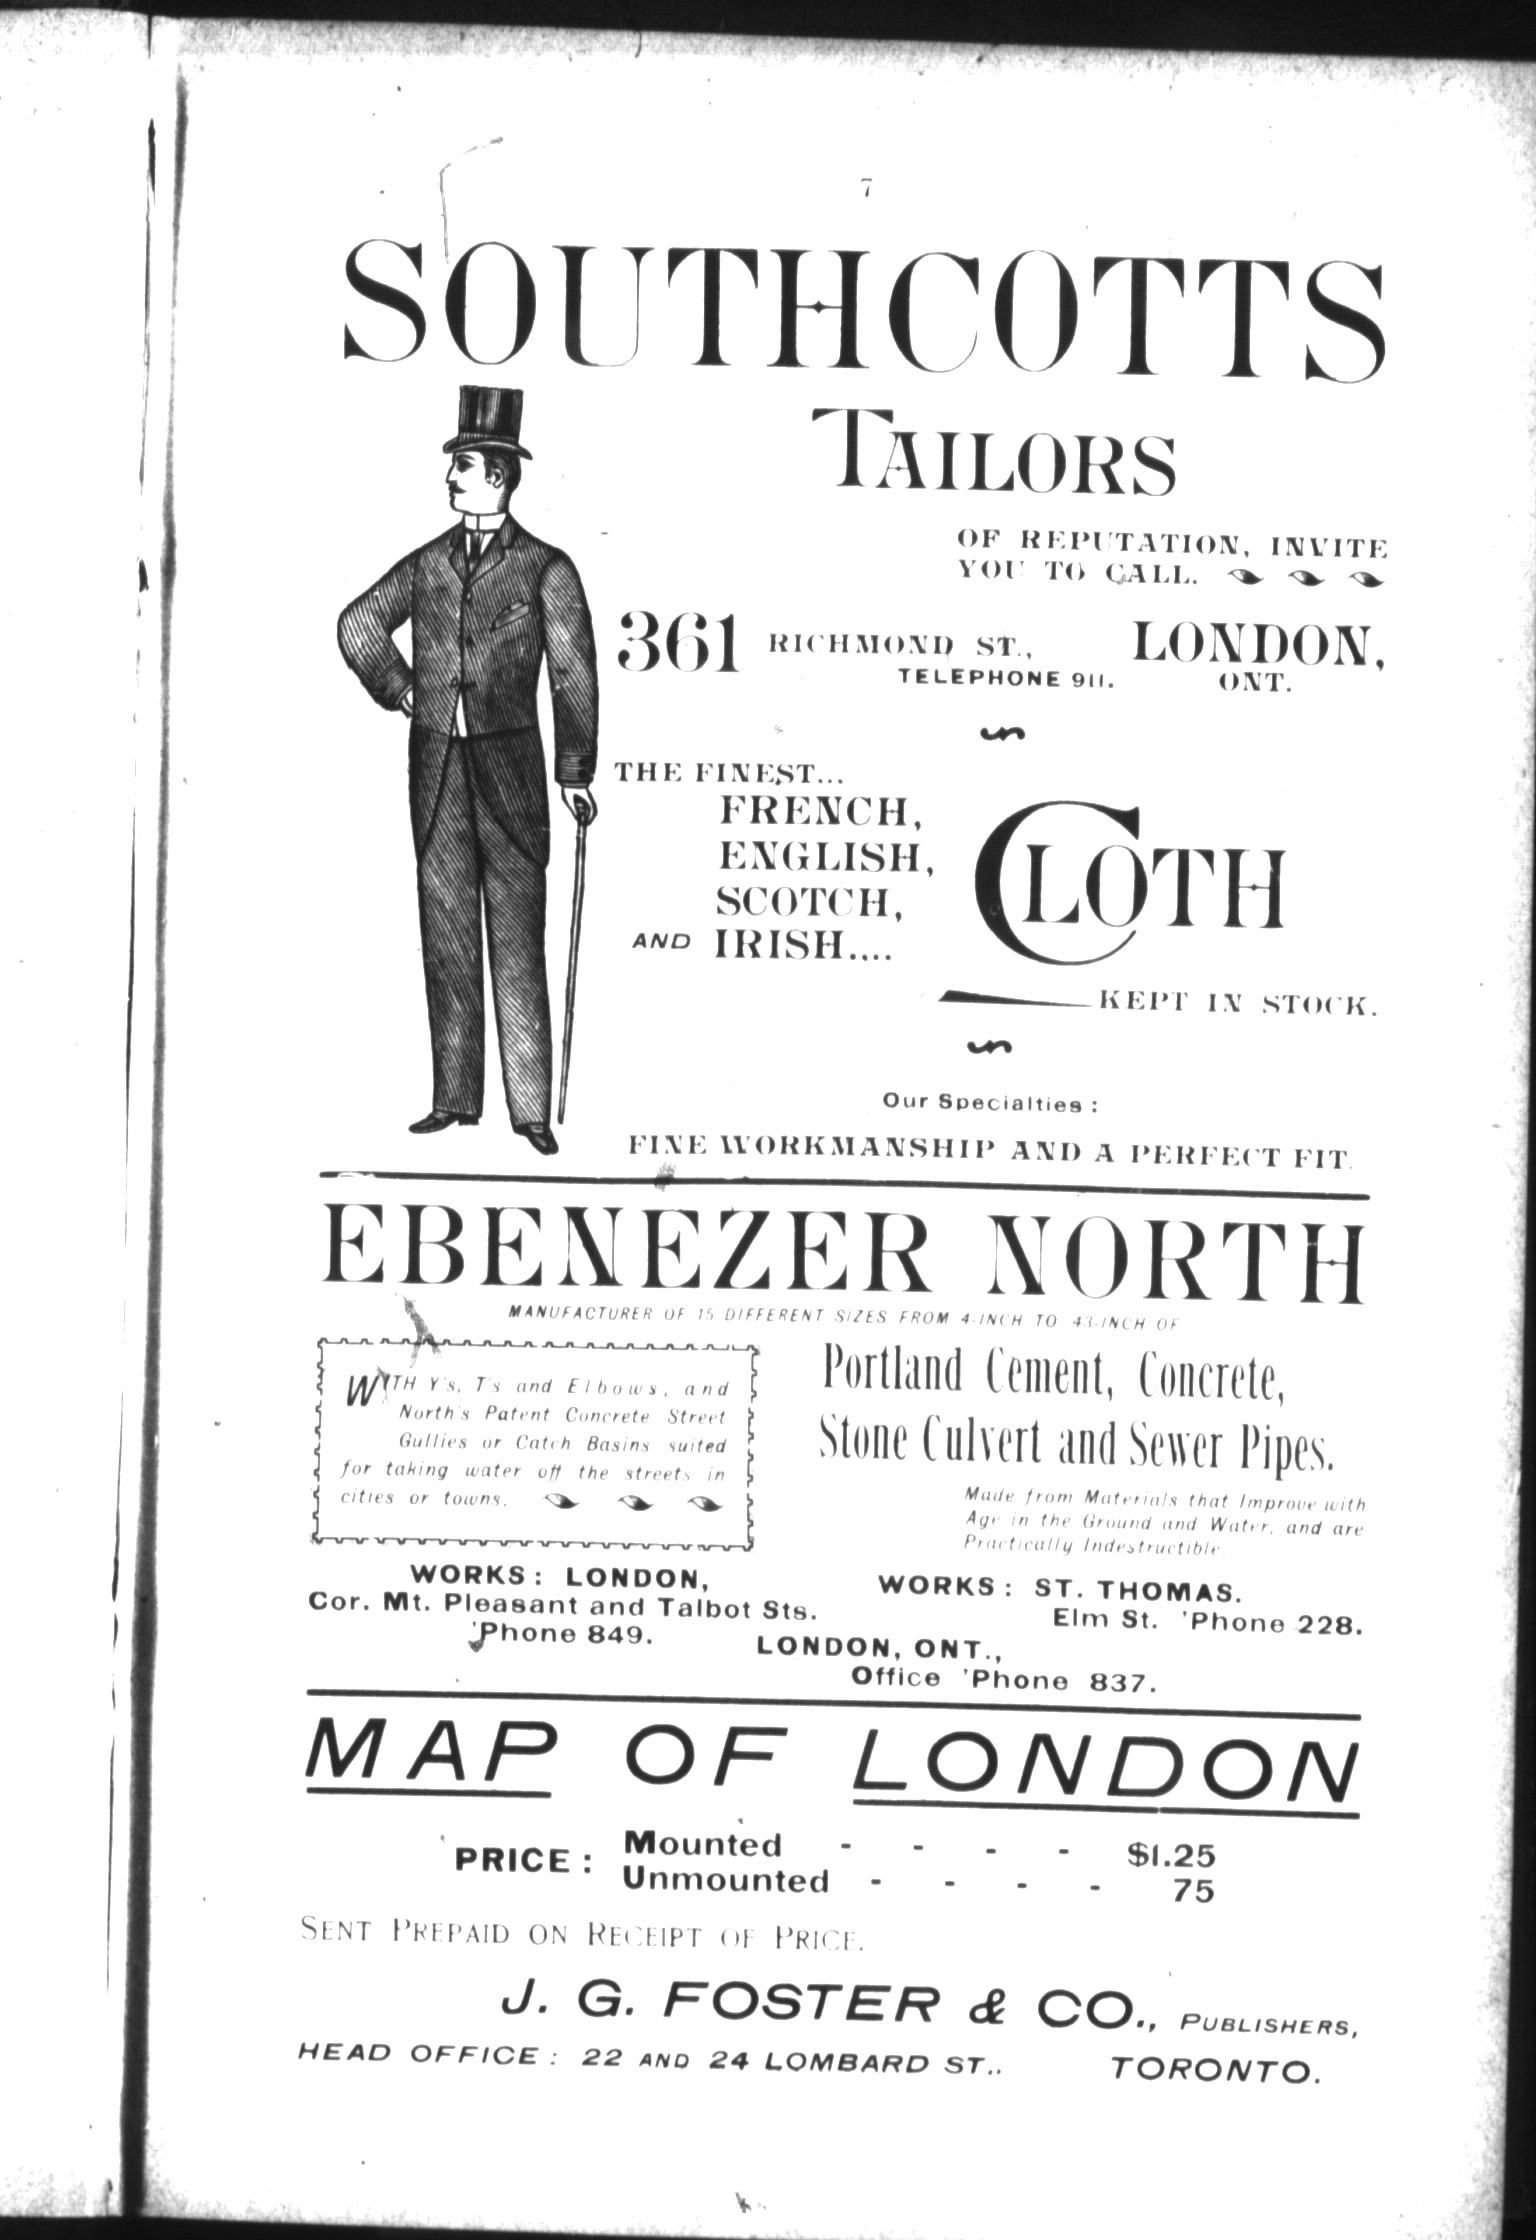 7
SOUTHCOTTS
TAILORS
OF REPUTATION, INVITE
YOU TO CALL.
361 RICHMOND ST., LONDON,
TELEPHONE 911. ONT.
THE FINEST...
FRENCH,
ENGLISH,
SCOTCH,
AND IRISH....
CLOTH
KEPT IN STOCK.
Our Specialties:
FINE WORKMANSHIP AND A PERFECT FIT.
EBENEZER NORTH
MANUFACTURER OF 15 DIFFERENT SIZES FROM 4-INCH TO 43-INCH OF
WITH Y's, T's and Elbows, and
North's Patent Concrete Street
Gullies or Catch Basins suited
for taking water off the streets in
cities or towns.
Portland Cement, Concrete,
Stone Culvert and Sewer Pipes.
Made from Materials that Improve with
Age in the Ground and Water, and are
Practically Indestructible.
WORKS: LONDON,
Cor. Mt. Pleasant and Talbot Sts.
'Phone 849.
WORKS: ST. THOMAS.
Elm St. 'Phone 228.
LONDON, ONT.,
Office 'Phone 837.
MAP OF LONDON
PRICE: Mounted - - - - $1.25
Unmounted - - - - 75
SENT PREPAID ON RECEIPT OF PRICE.
J. G. FOSTER & CO., PUBLISHERS,
HEAD OFFICE: 22 AND 24 LOMBARD ST.. TORONTO.